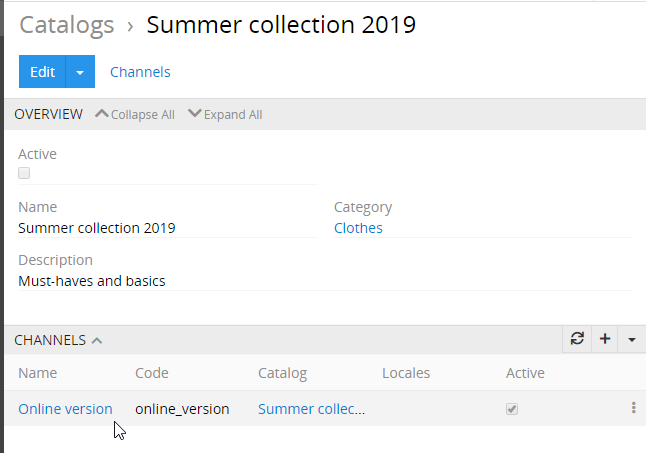 Catalogs › Summer collection 2019
Edit Channels
OVERVIEW Collapse All Expand All
Active
Name Category
Summer collection 2019 Clothes
Description
Must-haves and basics
CHANNELS
Name Code Catalog Locales Active
Online version online_version Summer collec...